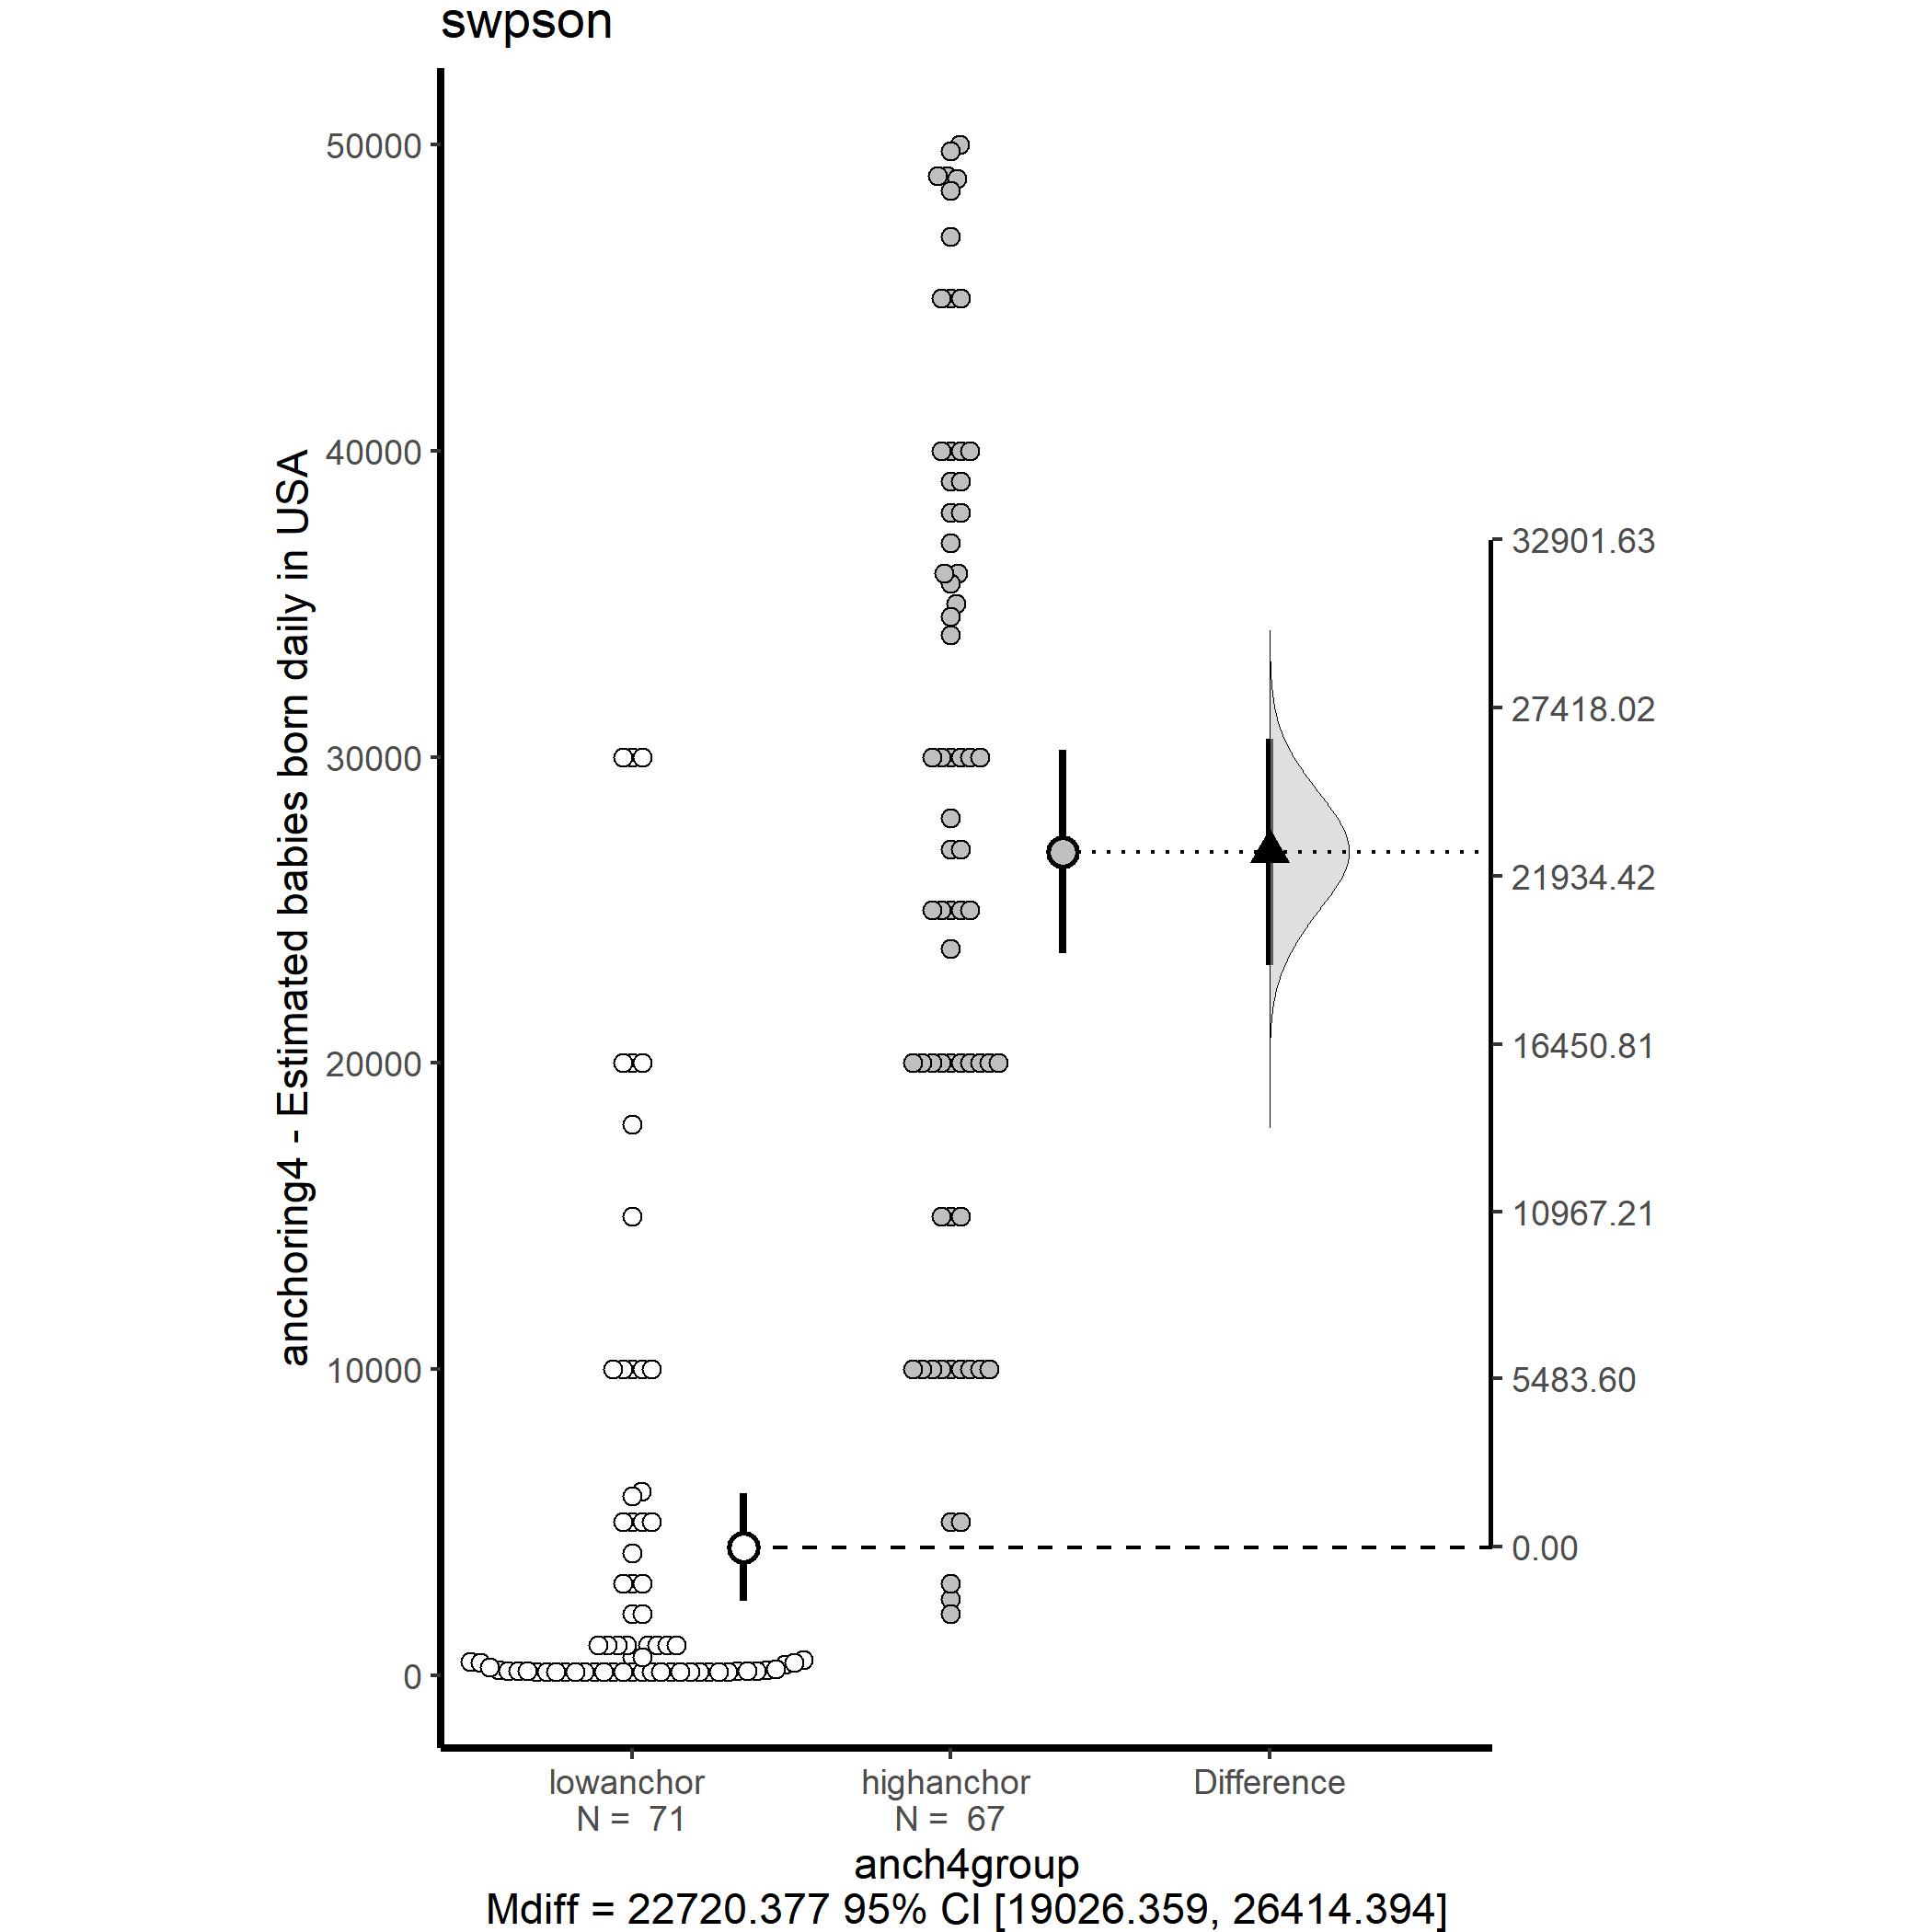 swpson
50000
40000
30000
20000
10000
0
anchoring4 - Estimated babies born daily in USA
32901.63
27418.02
21934.42
16450.81
10967.21
5483.60
0.00
lowanchor
N =  71
highanchor
N =  67
Difference
anch4group
Mdiff = 22720.377 95% CI [19026.359, 26414.394]